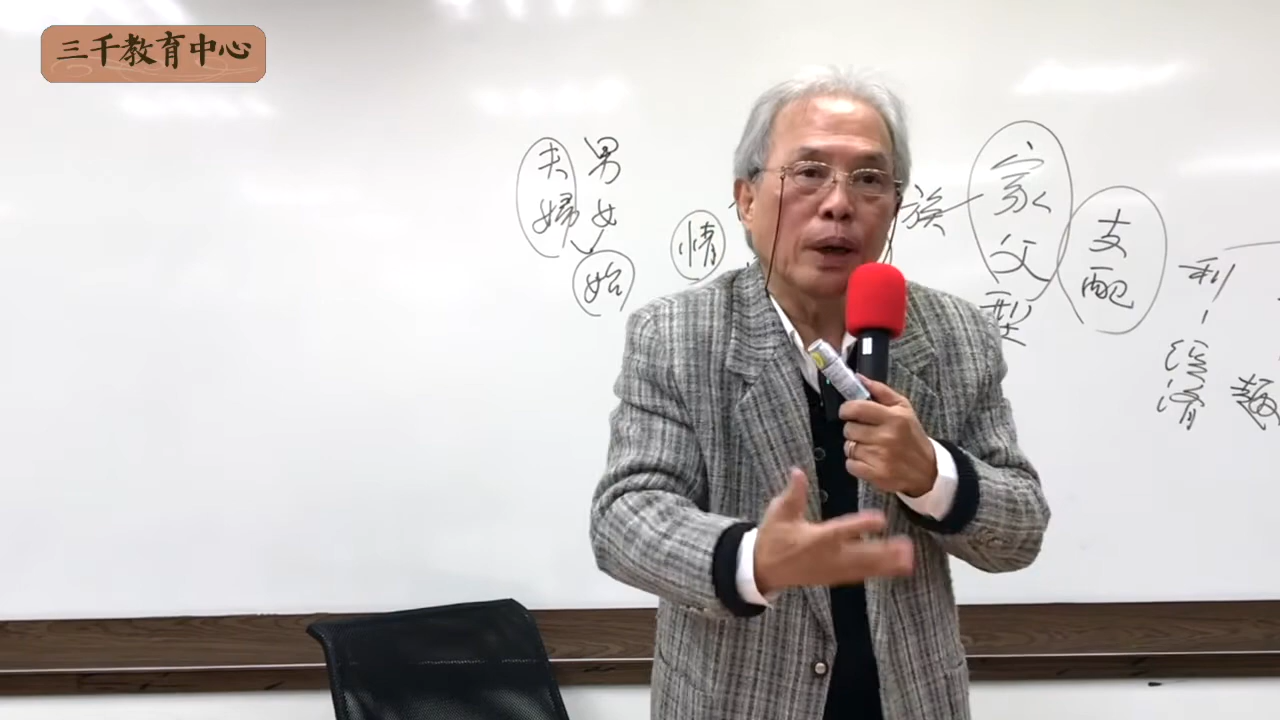 三千教育中心
夫婦
男女
始
情
族
家父型
支配
利
經濟
趣